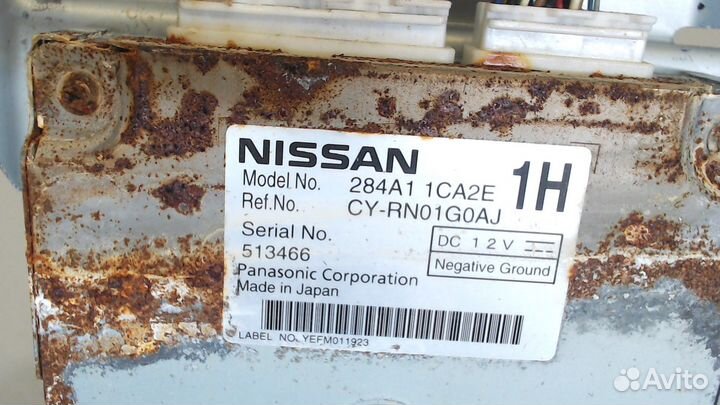 NISSAN
Model No. 284A1 1CA2E
1H
Ref.No. CY-RN01G0AJ
Serial No.
513466
DC 12V
Negative Ground
Panasonic Corporation
Made in Japan
LABEL NO. YEFM011923
Avito